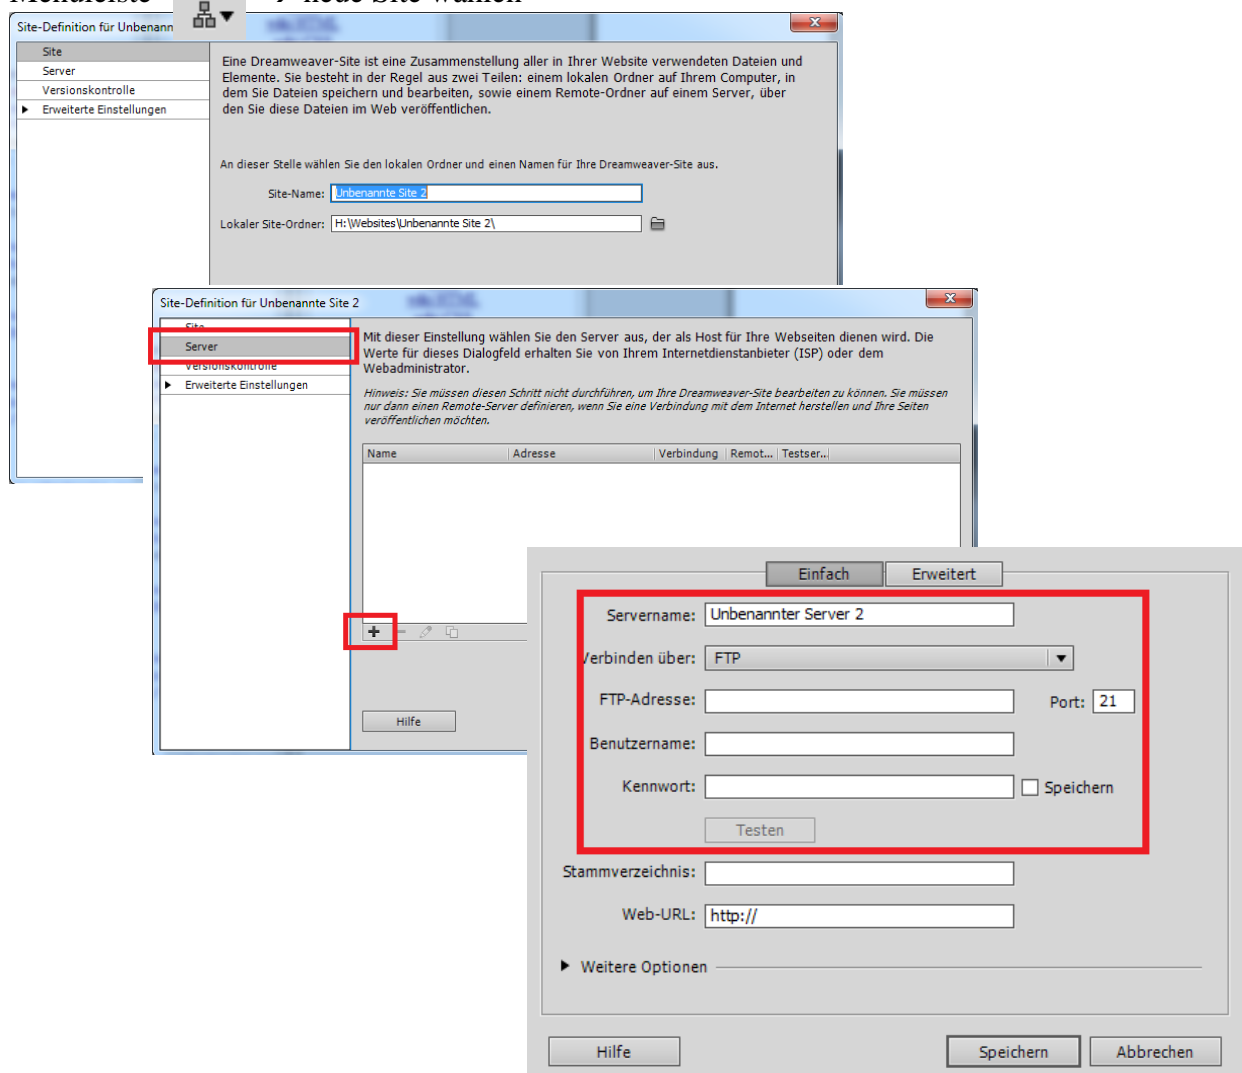 Menüleiste → neue Site wählen
Site-Definition für Unbenann
Site
Server
Versionskontrolle
Erweiterte Einstellungen
Eine Dreamweaver-Site ist eine Zusammenstellung aller in Ihrer Website verwendeten Dateien und
Elemente. Sie besteht in der Regel aus zwei Teilen: einem lokalen Ordner auf Ihrem Computer, in
dem Sie Dateien speichern und bearbeiten, sowie einem Remote-Ordner auf einem Server, über
den Sie diese Dateien im Web veröffentlichen.
An dieser Stelle wählen Sie den lokalen Ordner und einen Namen für Ihre Dreamweaver-Site aus.
Site-Name: Unbenannte Site 2
Lokaler Site-Ordner: H:\Websites\Unbenannte Site 2\
Site-Definition für Unbenannte Site 2
Site
Server
Versionskontrolle
Erweiterte Einstellungen
Mit dieser Einstellung wählen Sie den Server aus, der als Host für Ihre Webseiten dienen wird. Die
Werte für dieses Dialogfeld erhalten Sie von Ihrem Internetdienstanbieter (ISP) oder dem
Webadministrator.
Hinweis: Sie müssen diesen Schritt nicht durchführen, um Ihre Dreamweaver-Site bearbeiten zu können. Sie müssen
nur dann einen Remote-Server definieren, wenn Sie eine Verbindung mit dem Internet herstellen und Ihre Seiten
veröffentlichen möchten.
Name Adresse Verbindung Remot... Testser...
Hilfe
Einfach Erweitert
Servername: Unbenannter Server 2
Verbinden über: FTP
FTP-Adresse: Port: 21
Benutzername:
Kennwort: Speichern
Testen
Stammverzeichnis:
Web-URL: http://
Weitere Optionen
Hilfe Speichern Abbrechen